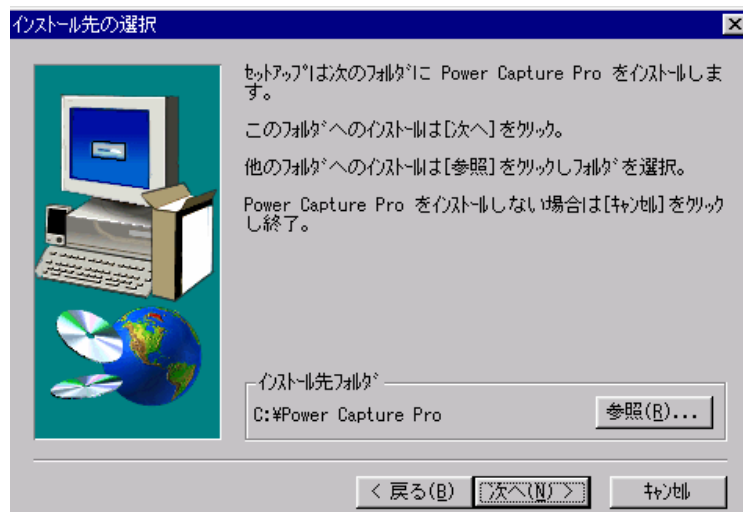 インストール先の選択
ｾｯﾄｱｯﾌﾟは次のﾌｫﾙﾀﾞに Power Capture Pro をｲﾝｽﾄｰﾙしま
す。
このﾌｫﾙﾀﾞへのｲﾝｽﾄｰﾙは[次へ]をｸﾘｯｸ。
他のﾌｫﾙﾀﾞへのｲﾝｽﾄｰﾙは[参照]をｸﾘｯｸしﾌｫﾙﾀﾞを選択。
Power Capture Pro をｲﾝｽﾄｰﾙしない場合は[ｷｬﾝｾﾙ]をｸﾘｯｸ
し終了。
ｲﾝｽﾄｰﾙ先ﾌｫﾙﾀﾞ
C:¥Power Capture Pro
参照(R)...
< 戻る(B)
次へ(N) >
ｷｬﾝｾﾙ